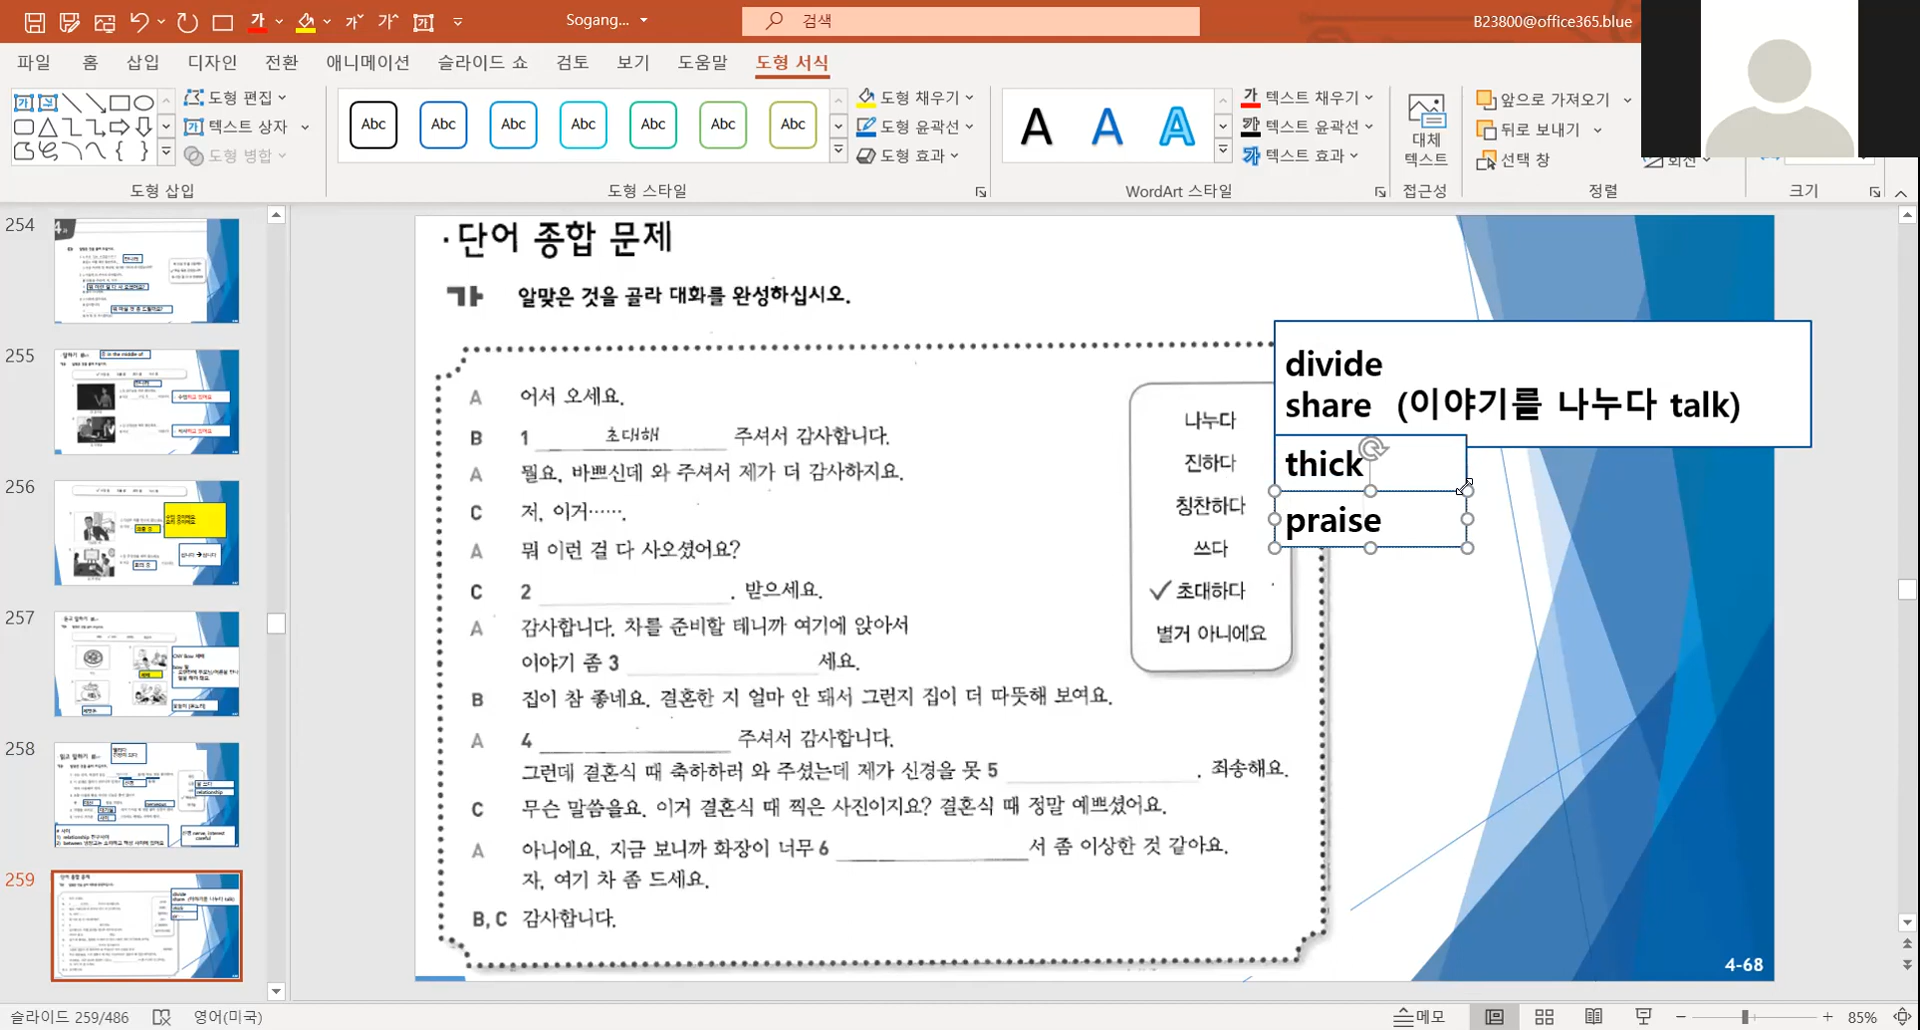 Sogang...
검색
B23800@office365.blue
파일 홈 삽입 디자인 전환 애니메이션 슬라이드 쇼 검토 보기 도움말 도형 서식
도형 편집
텍스트 상자
도형 병합
도형 삽입
Abc Abc Abc Abc Abc Abc Abc
도형 채우기
도형 윤곽선
도형 효과
도형 스타일
A A A
텍스트 채우기
텍스트 윤곽선
텍스트 효과
WordArt 스타일
대체
텍스트
접근성
앞으로 가져오기
뒤로 보내기
선택 창
회전
정렬
크기
254
255
256
257
258
259
· 단어 종합 문제
가 알맞은 것을 골라 대화를 완성하십시오.
A 어서 오세요.
B 1 초대해 주셔서 감사합니다.
A 뭘요. 바쁘신데 와 주셔서 제가 더 감사하지요.
C 저, 이거…….
A 뭐 이런 걸 다 사오셨어요?
C 2 . 받으세요.
A 감사합니다. 차를 준비할 테니까 여기에 앉아서
이야기 좀 3 세요.
B 집이 참 좋네요. 결혼한 지 얼마 안 돼서 그런지 집이 더 따뜻해 보여요.
A 4 주셔서 감사합니다.
그런데 결혼식 때 축하하러 와 주셨는데 제가 신경을 못 5 . 죄송해요.
C 무슨 말씀을요. 이거 결혼식 때 찍은 사진이지요? 결혼식 때 정말 예쁘셨어요.
A 아니에요, 지금 보니까 화장이 너무 6 서 좀 이상한 것 같아요.
자, 여기 차 좀 드세요.
B, C 감사합니다.
나누다
진하다
칭찬하다
쓰다
✓ 초대하다
별거 아니에요
divide
share (이야기를 나누다 talk)
thick
praise
4-68
슬라이드 259/486 영어(미국)
메모
85%